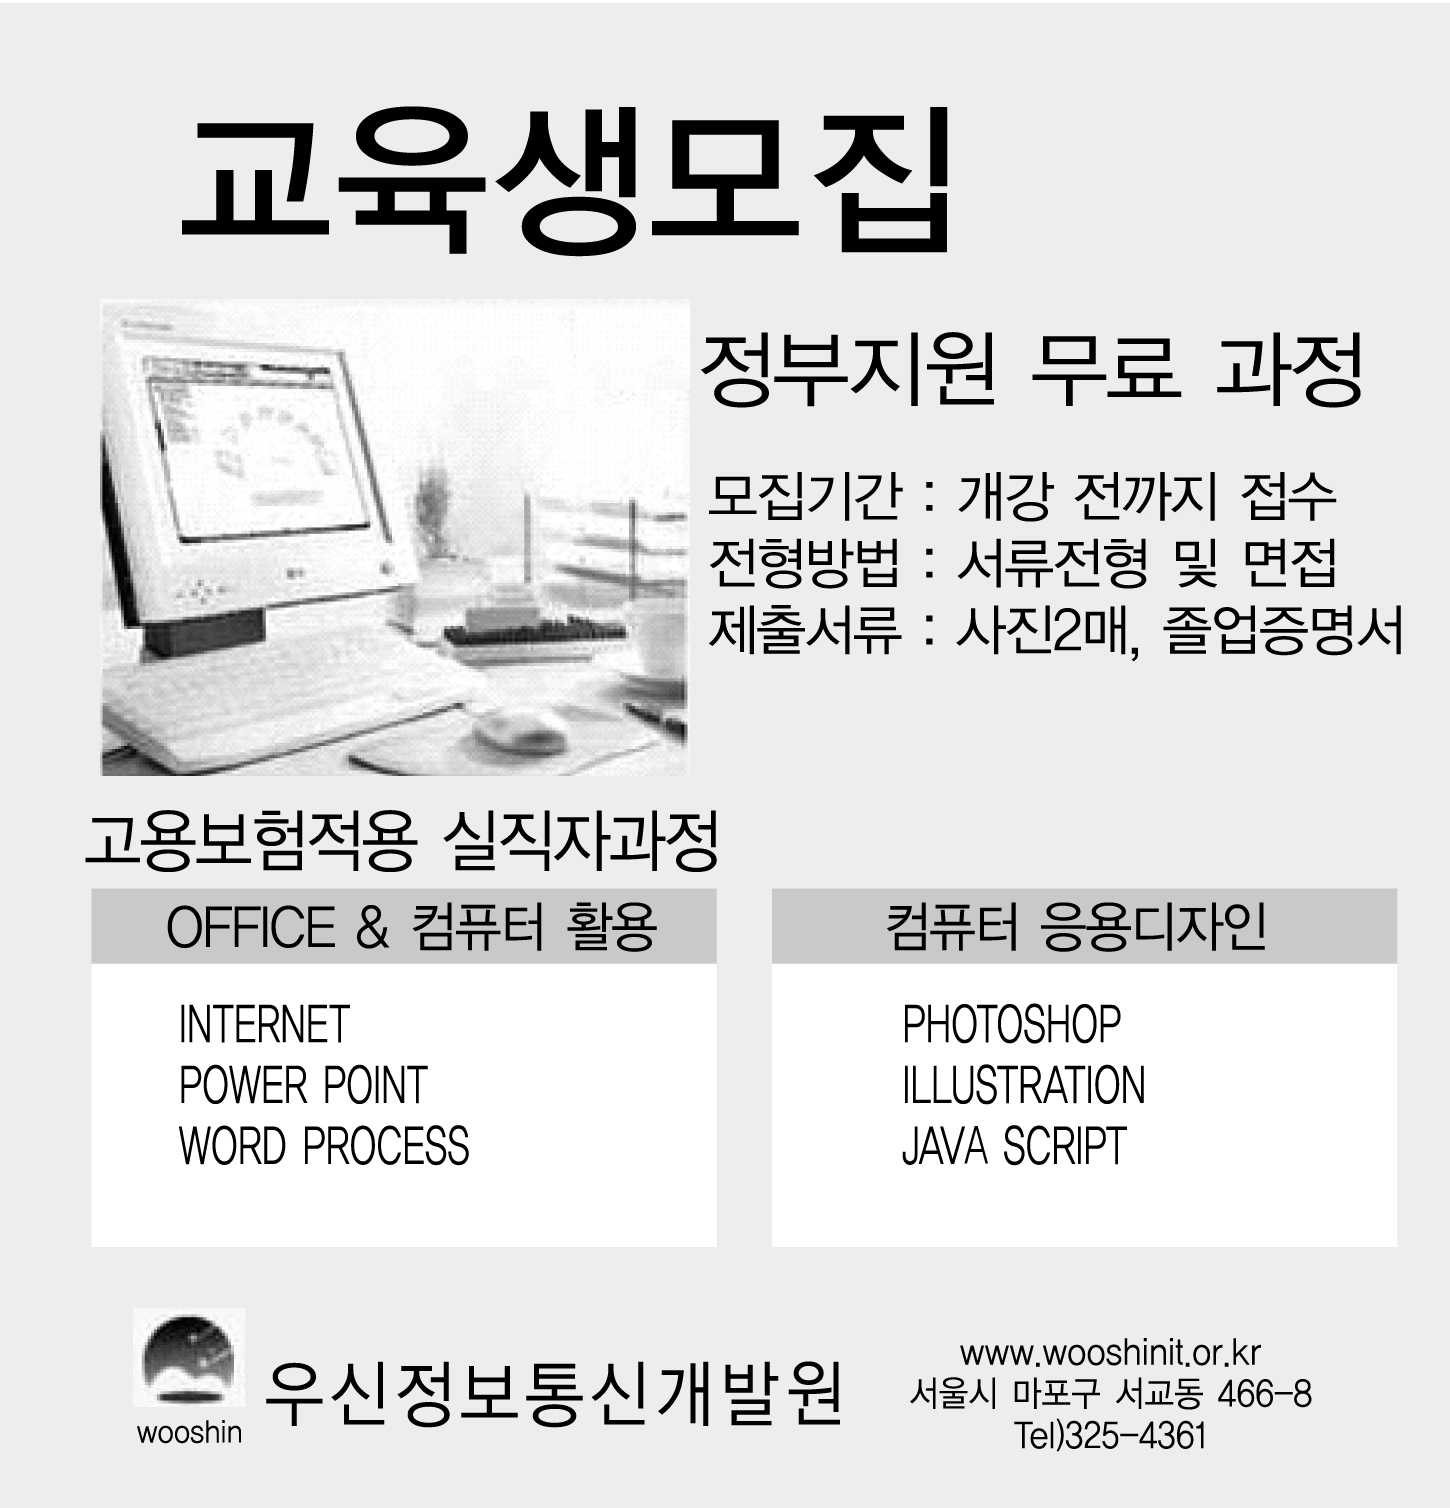 교육생모집
정부지원 무료 과정
모집기간 : 개강 전까지 접수
전형방법 : 서류전형 및 면접
제출서류 : 사진2매, 졸업증명서
고용보험적용 실직자과정
OFFICE & 컴퓨터 활용
INTERNET
POWER POINT
WORD PROCESS
컴퓨터 응용디자인
PHOTOSHOP
ILLUSTRATION
JAVA SCRIPT
wooshin
우신정보통신개발원
www.wooshinit.or.kr
서울시 마포구 서교동 466-8
Tel)325-4361